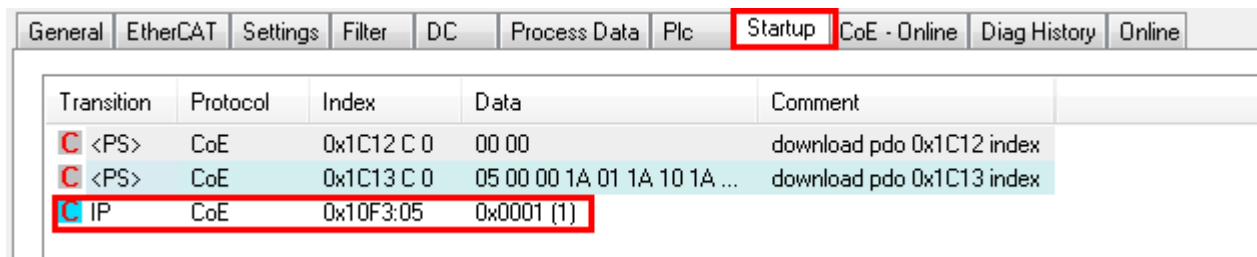 General EtherCAT Settings Filter DC Process Data Plc Startup CoE - Online Diag History Online
Transition Protocol Index Data Comment
C <PS> CoE 0x1C12 C 0 00 00 download pdo 0x1C12 index
C <PS> CoE 0x1C13 C 0 05 00 00 1A 01 1A 10 1A ... download pdo 0x1C13 index
C IP CoE 0x10F3:05 0x0001 (1)